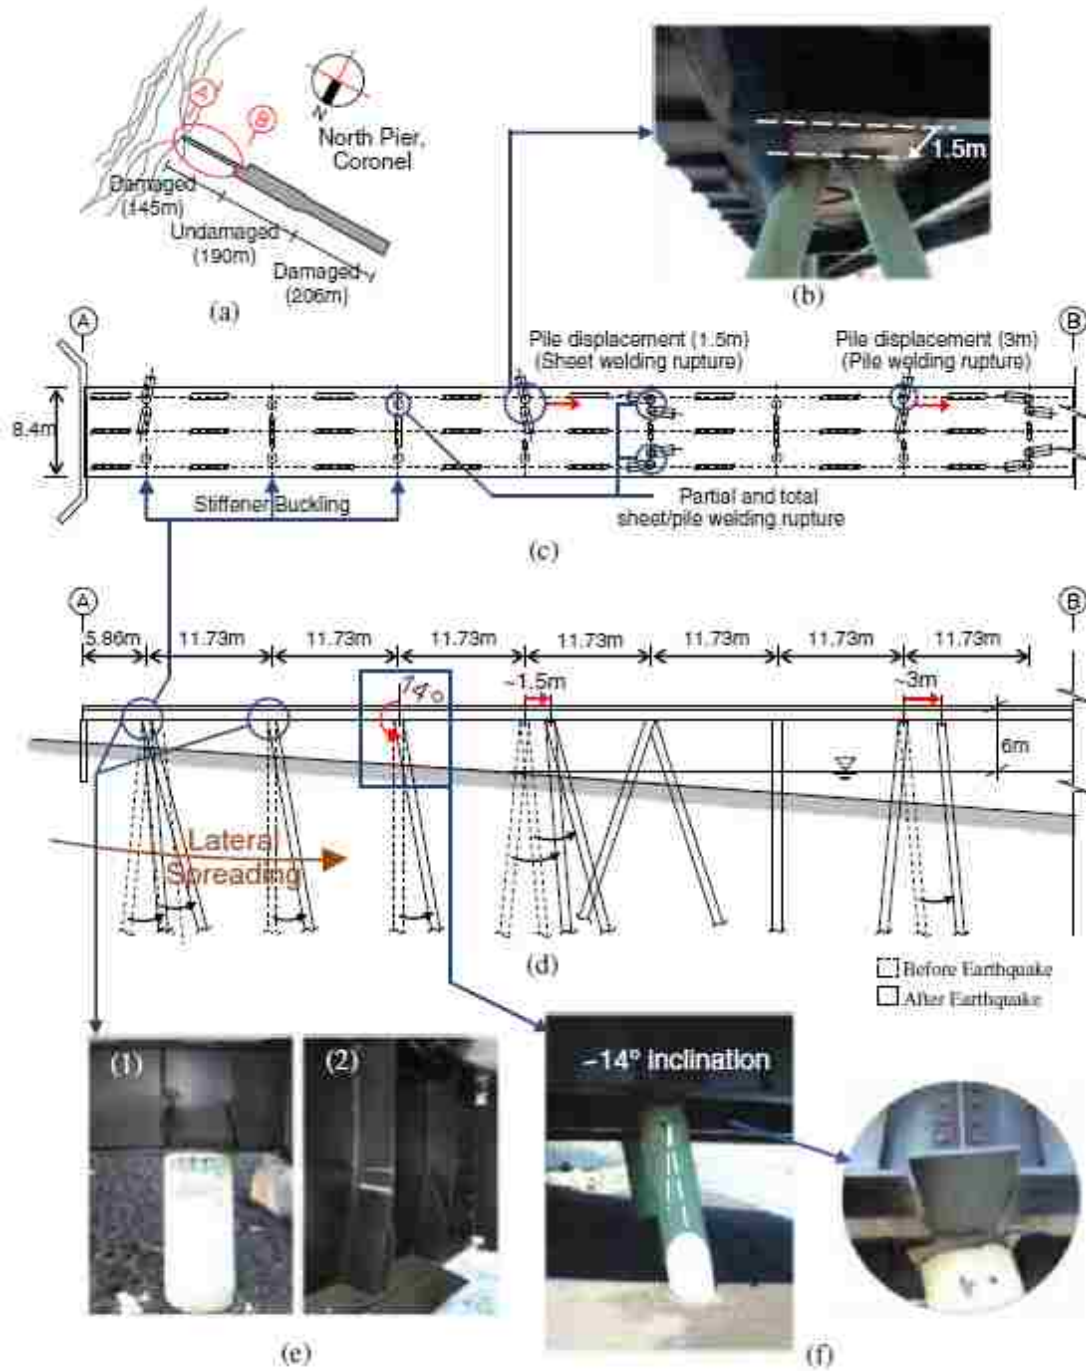 A
B
N
North Pier,
Coronel
Damaged
(145m)
Undamaged
(190m)
Damaged
(206m)
(a)
1.5m
(b)
A
B
Pile displacement (1.5m)
(Sheet welding rupture)
Pile displacement (3m)
(Pile welding rupture)
8.4m
Stiffener Buckling
Partial and total
sheet/pile welding rupture
(c)
A
B
5.86m
11.73m
11.73m
11.73m
11.73m
11.73m
11.73m
11.73m
14°
~1.5m
~3m
6m
Lateral
Spreading
(d)
Before Earthquake
After Earthquake
(1)
(2)
~14° Inclination
(e)
(f)